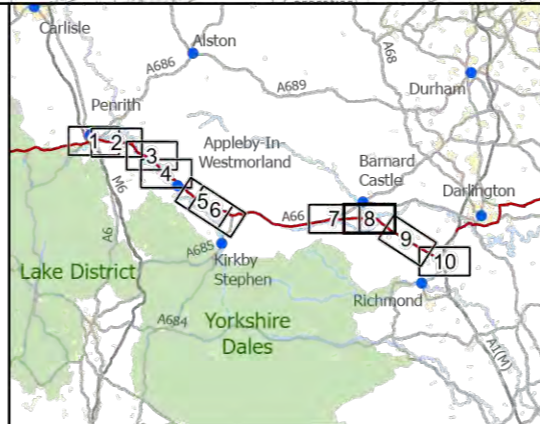 Carlisle
Alston
A68
A686
A689
Durham
Penrith
1
2
3
4
Appleby-In
Westmorland
Barnard
Castle
Darlington
M6
5
6
A66
7
8
9
10
A6
A685
Kirkby
Stephen
Lake District
Richmond
Yorkshire
Dales
A684
A1(M)